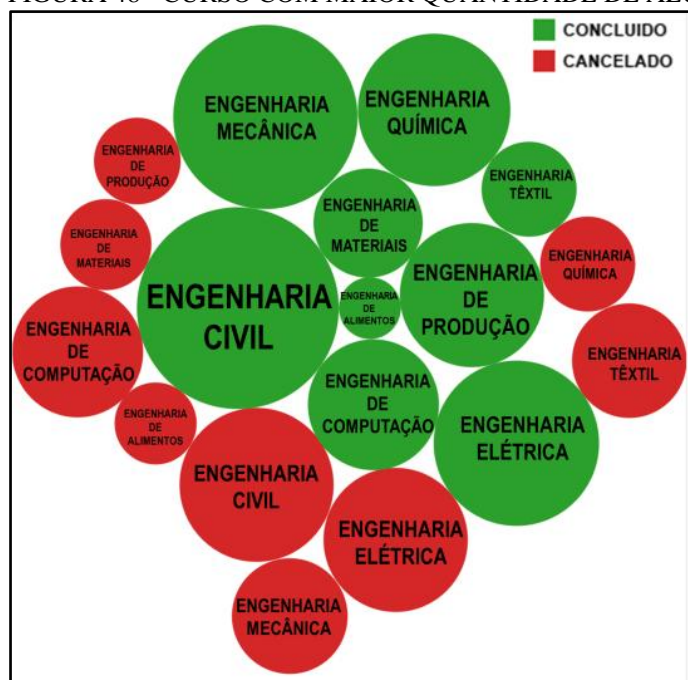 FIGURA 48 - CURSO COM MAIOR QUANTIDADE DE
CONCLUIDO
CANCELADO
ENGENHARIA
MECÂNICA
ENGENHARIA
QUÍMICA
ENGENHARIA
DE
PRODUÇÃO
ENGENHARIA
TÊXTIL
ENGENHARIA
DE
MATERIAIS
ENGENHARIA
DE
MATERIAIS
ENGENHARIA
QUÍMICA
ENGENHARIA
CIVIL
ENGENHARIA
DE
ALIMENTOS
ENGENHARIA
DE
PRODUÇÃO
ENGENHARIA
DE
COMPUTAÇÃO
ENGENHARIA
TÊXTIL
ENGENHARIA
DE
ALIMENTOS
ENGENHARIA
DE
COMPUTAÇÃO
ENGENHARIA
ELÉTRICA
ENGENHARIA
CIVIL
ENGENHARIA
ELÉTRICA
ENGENHARIA
MECÂNICA